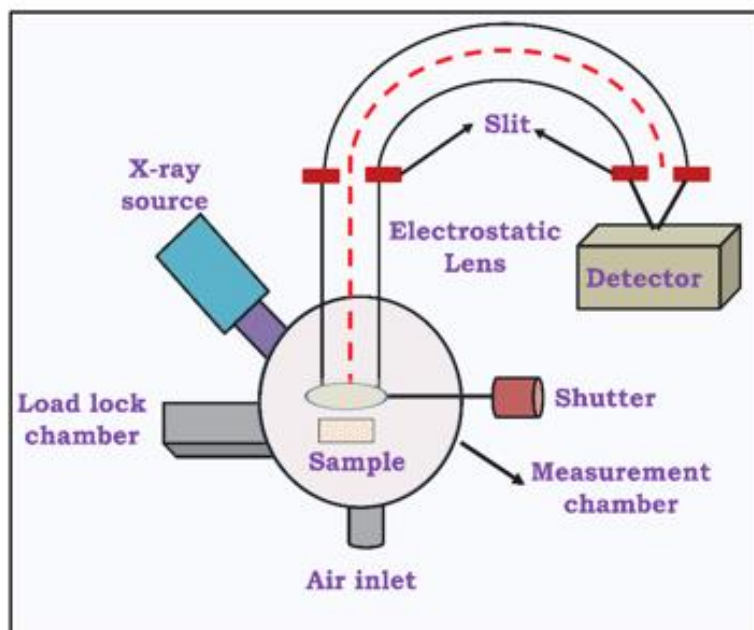 Slit
X-ray
source
Electrostatic
Lens
Detector
Load lock
chamber
Shutter
Sample
Measurement
chamber
Air inlet